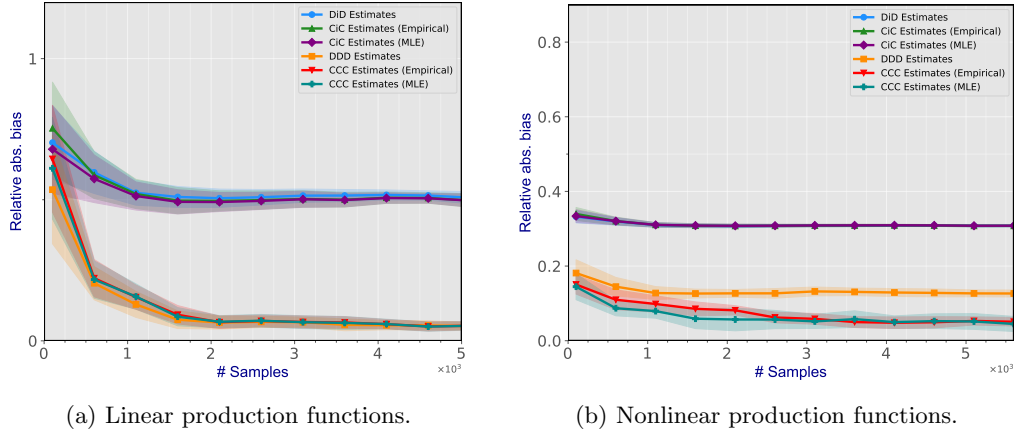 DiD Estimates
CiC Estimates (Empirical)
CiC Estimates (MLE)
DDD Estimates
CCC Estimates (Empirical)
CCC Estimates (MLE)
Relative abs. bias
1
0
0 1 2 3 4 5
×10³
# Samples
(a) Linear production functions.
DiD Estimates
CiC Estimates (Empirical)
CiC Estimates (MLE)
DDD Estimates
CCC Estimates (Empirical)
CCC Estimates (MLE)
Relative abs. bias
0.8
0.6
0.4
0.2
0.0
0 1 2 3 4 5
×10³
# Samples
(b) Nonlinear production functions.